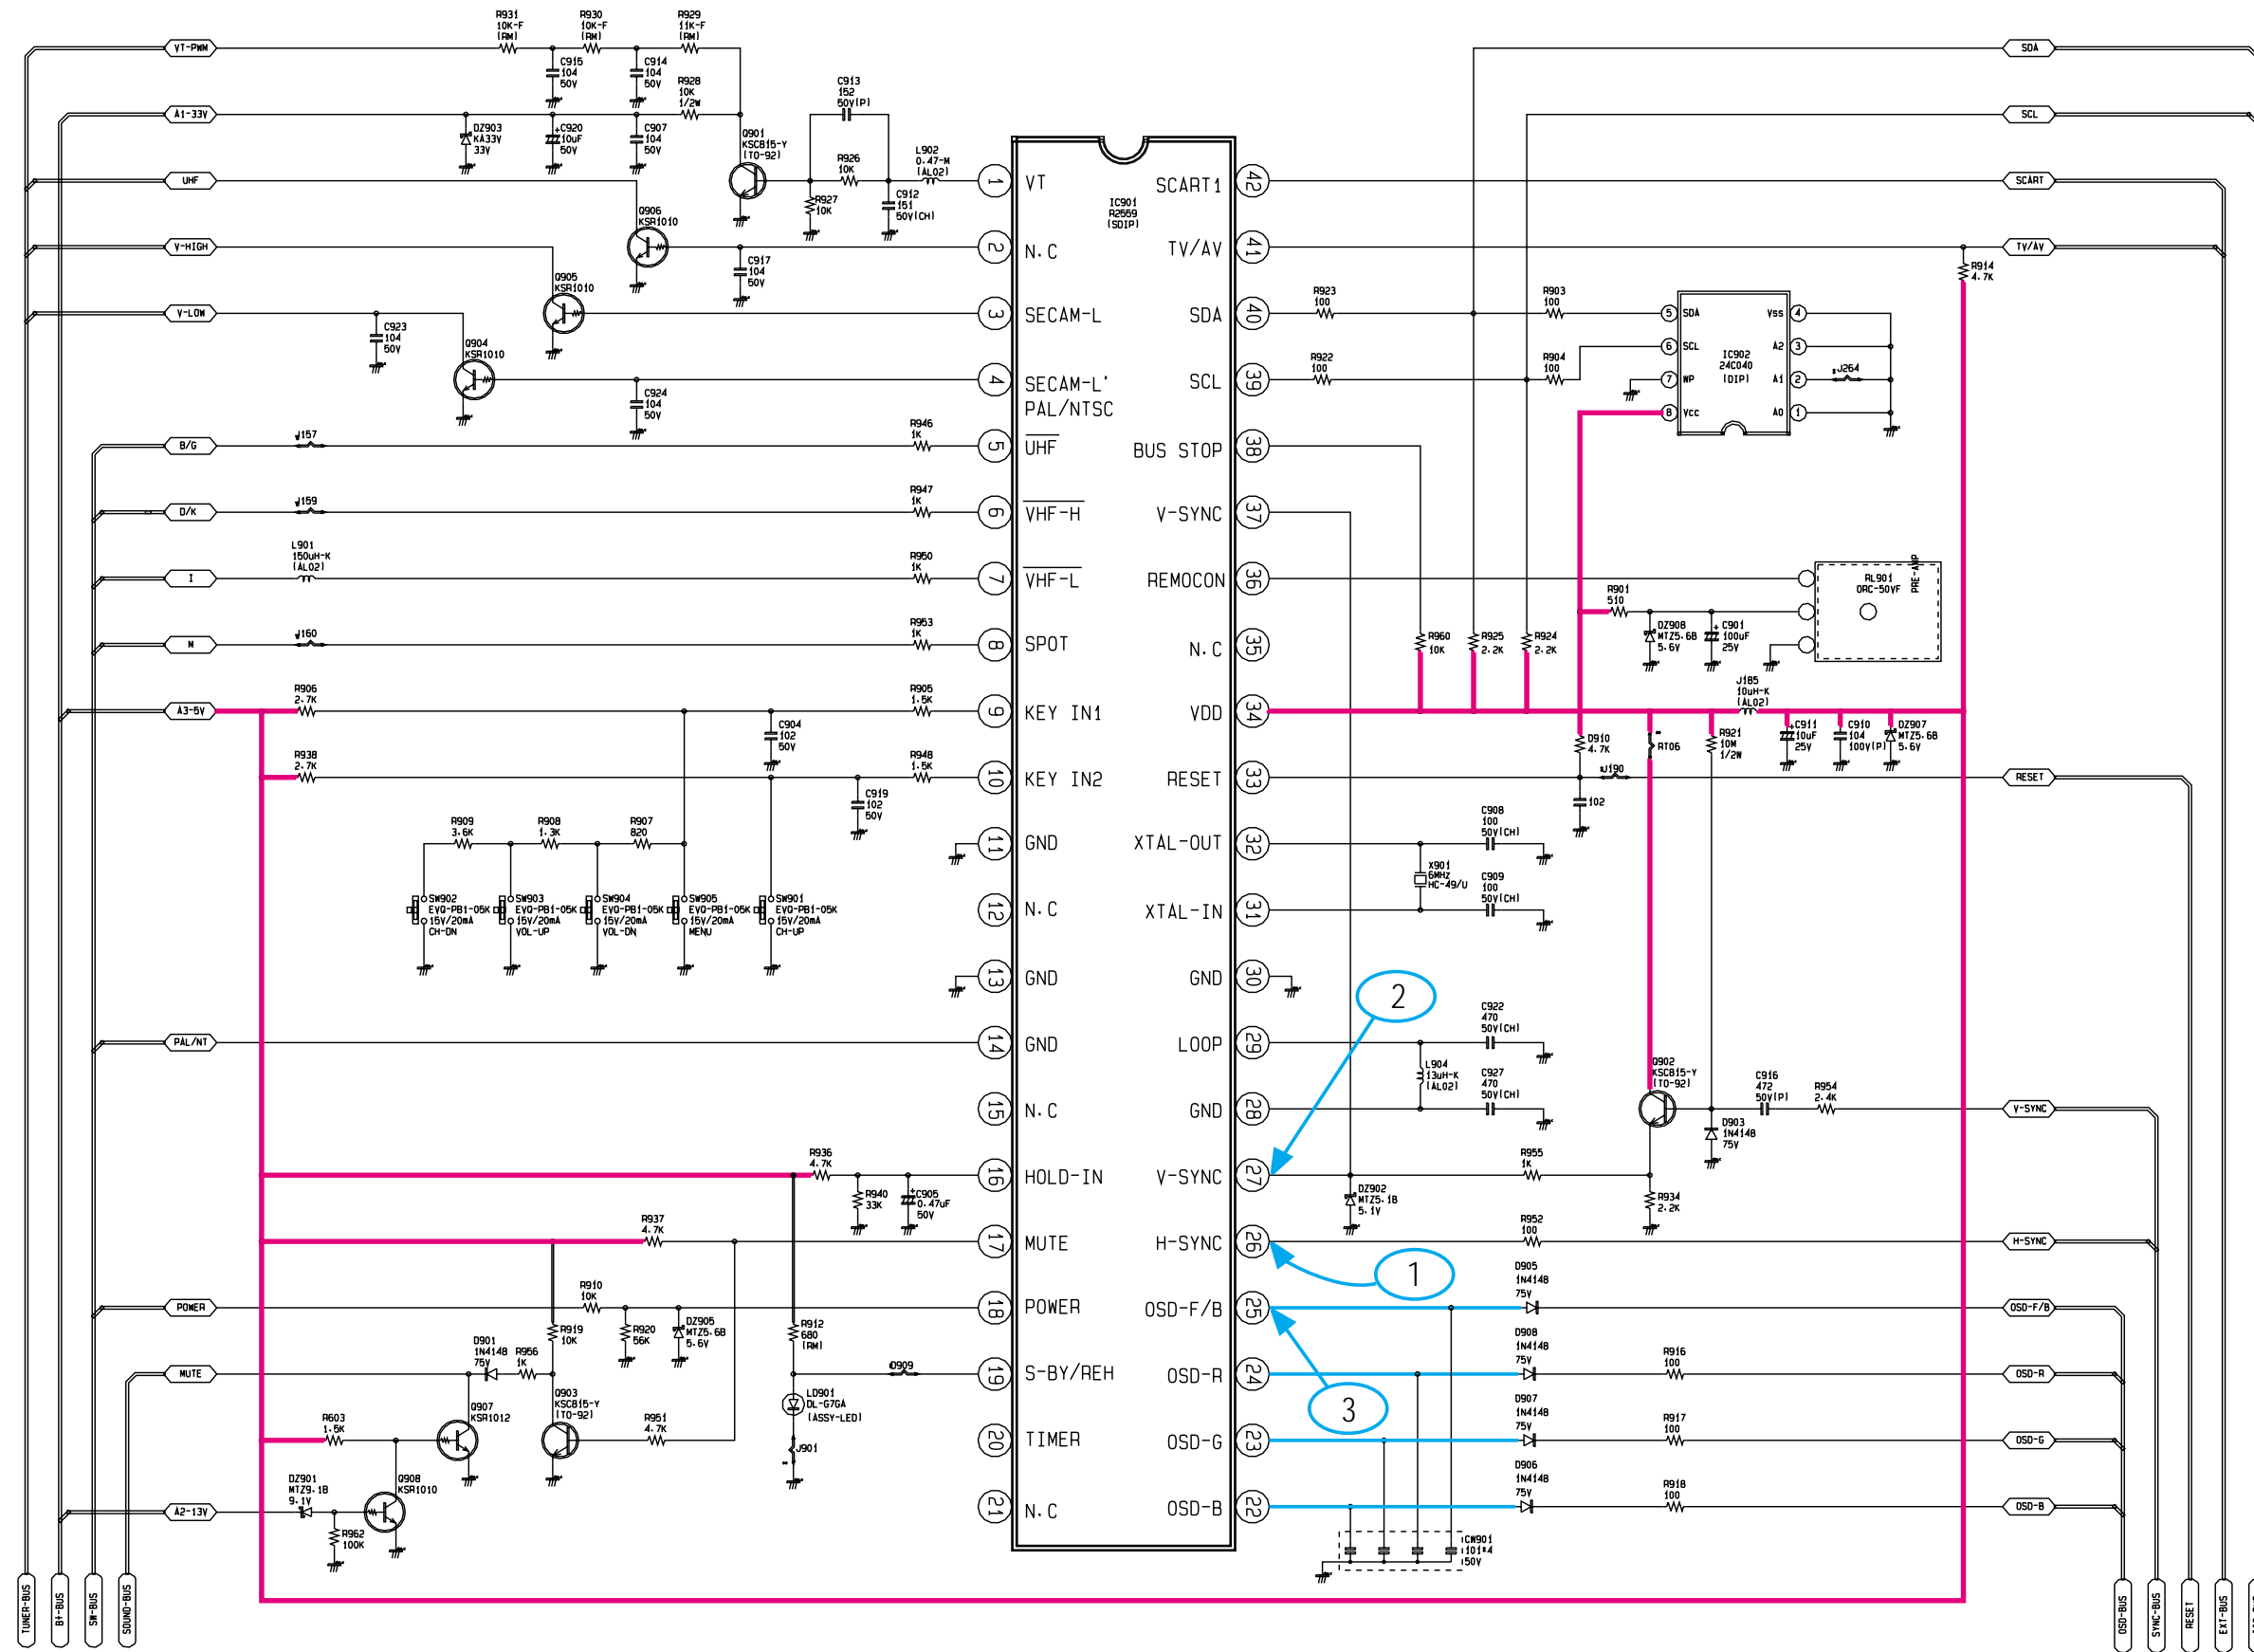 VT-PWM
R931
10K-F
(RM)
R930
10K-F
(RM)
R929
11K-F
(RM)
C915
104
50V
C914
104
50V
R928
10K
1/2W
A1-33V
DZ903
KA33V
33V
C920
10uF
50V
C907
104
50V
Q901
KSC815-Y
(TO-92)
C913
152
50V(P)
R926
10K
R927
10K
L902
0.47-M
(AL02)
C912
151
50V(CH)
UHF
Q906
KSR1010
C917
104
50V
V-HIGH
Q905
KSR1010
V-LOW
C923
104
50V
Q904
KSR1010
C924
104
50V
B/G
J157
R946
1K
D/K
J159
R947
1K
I
L901
150uH-K
(AL02)
R950
1K
M
J160
R953
1K
A3-5V
R906
2.7K
R905
1.5K
C904
102
50V
R938
2.7K
R948
1.5K
C919
102
50V
R909
3.6K
R908
1.3K
R907
820
SW902
EVQ-PB1-05K
15V/20mA
CH-DN
SW903
EVQ-PB1-05K
15V/20mA
VOL-UP
SW904
EVQ-PB1-05K
15V/20mA
VOL-DN
SW905
EVQ-PB1-05K
15V/20mA
MENU
SW901
EVQ-PB1-05K
15V/20mA
CH-UP
PAL/NT
R936
4.7K
R940
33K
C905
0.47uF
50V
R937
4.7K
POWER
R910
10K
R919
10K
R920
56K
DZ905
MTZ5.6B
5.6V
R912
680
(RM)
MUTE
D901
1N4148
75V
R956
1K
D909
Q907
KSR1012
Q903
KSC815-Y
(TO-92)
R951
4.7K
LD901
DL-G7GA
(ASSY-LED)
J901
R603
1.5K
DZ901
MTZ9.1B
9.1V
Q908
KSR1010
A2-13V
R962
100K
TUNER-BUS
B+-BUS
SW-BUS
SOUND-BUS
IC901
R2559
(SDIP)
1 VT
2 N.C
3 SECAM-L
4 SECAM-L'
PAL/NTSC
5 UHF
6 VHF-H
7 VHF-L
8 SPOT
9 KEY IN1
10 KEY IN2
11 GND
12 N.C
13 GND
14 GND
15 N.C
16 HOLD-IN
17 MUTE
18 POWER
19 S-BY/REH
20 TIMER
21 N.C
SCART1 42
TV/AV 41
SDA 40
SCL 39
BUS STOP 38
V-SYNC 37
REMOCON 36
N.C 35
VDD 34
RESET 33
XTAL-OUT 32
XTAL-IN 31
GND 30
LOOP 29
GND 28
V-SYNC 27
H-SYNC 26
OSD-F/B 25
OSD-R 24
OSD-G 23
OSD-B 22
SDA
SCL
SCART
TV/AV
R914
4.7K
R923
100
R903
100
R922
100
R904
100
5 SDA
6 SCL
7 WP
8 Vcc
Vss 4
A2 3
A1 2
A0 1
IC902
24C040
(DIP)
J264
RL901
ORC-50VF
PRE-AMP
R901
510
DZ908
MTZ5.6B
5.6V
C901
100uF
25V
R960
10K
R925
2.2K
R924
2.2K
J185
10uH-K
(AL02)
D910
4.7K
RT06
R921
10M
1/2W
C911
10uF
25V
C910
104
100V(P)
DZ907
MTZ5.6B
5.6V
J190
RESET
102
C908
100
50V(CH)
X901
6MHz
HC-49/U
C909
100
50V(CH)
2
C922
470
50V(CH)
L904
13uH-K
(AL02)
C927
470
50V(CH)
Q902
KSC815-Y
(TO-92)
C916
472
50V(P)
R954
2.4K
V-SYNC
D903
1N4148
75V
R955
1K
DZ902
MTZ5.1B
5.1V
R934
2.2K
R952
100
H-SYNC
1
D905
1N4148
75V
OSD-F/B
D908
1N4148
75V
R916
100
OSD-R
3
D907
1N4148
75V
R917
100
OSD-G
D906
1N4148
75V
R918
100
OSD-B
CW901
101*4
50V
OSD-BUS
SYNC-BUS
RESET
EXT-BUS